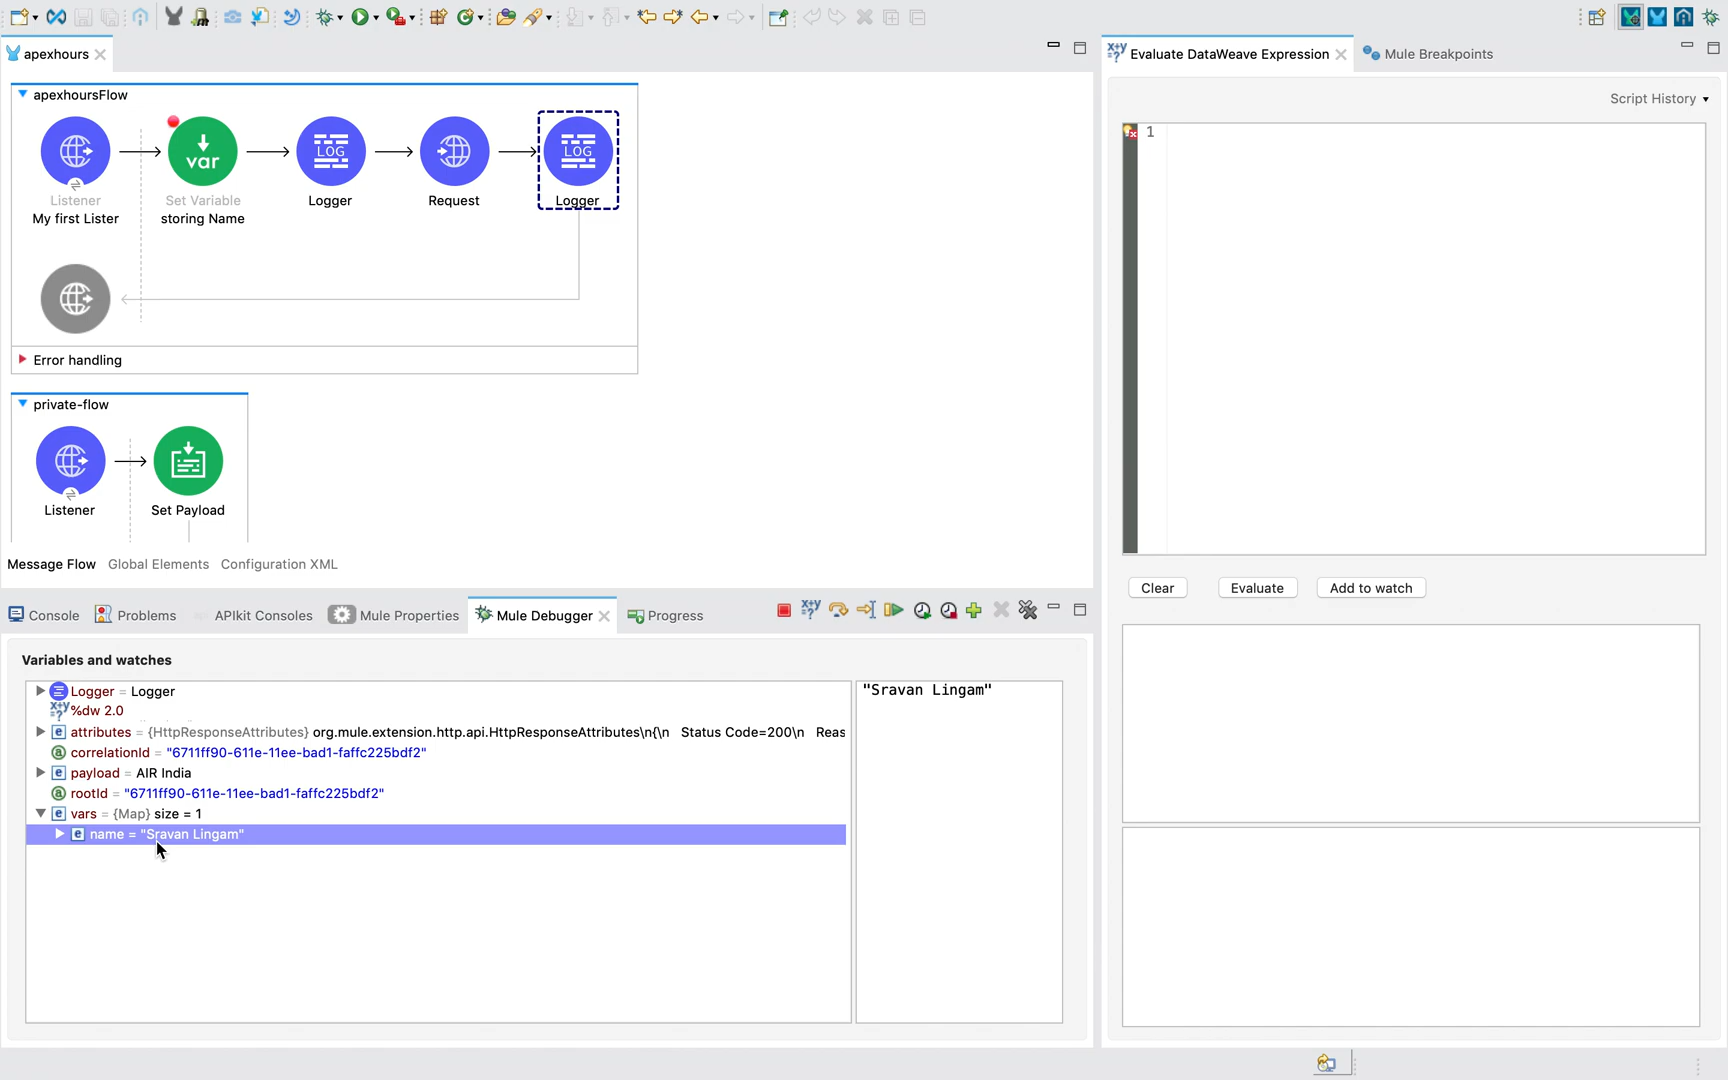 apexhours
Evaluate DataWeave Expression
Mule Breakpoints
apexhoursFlow
Script History
1
var
LOG
LOG
Listener
My first Lister
Set Variable
storing Name
Logger
Request
Logger
Error handling
private-flow
Listener
Set Payload
Message Flow Global Elements Configuration XML
Clear
Evaluate
Add to watch
Console
Problems
APIkit Consoles
Mule Properties
Mule Debugger
Progress
Variables and watches
Logger = Logger
"Sravan Lingam"
x+y=? %dw 2.0
attributes = {HttpResponseAttributes} org.mule.extension.http.api.HttpResponseAttributes\n{\n Status Code=200\n Reas
correlationId = "6711ff90-611e-11ee-bad1-faffc225bdf2"
payload = AIR India
rootId = "6711ff90-611e-11ee-bad1-faffc225bdf2"
vars = {Map} size = 1
name = "Sravan Lingam"